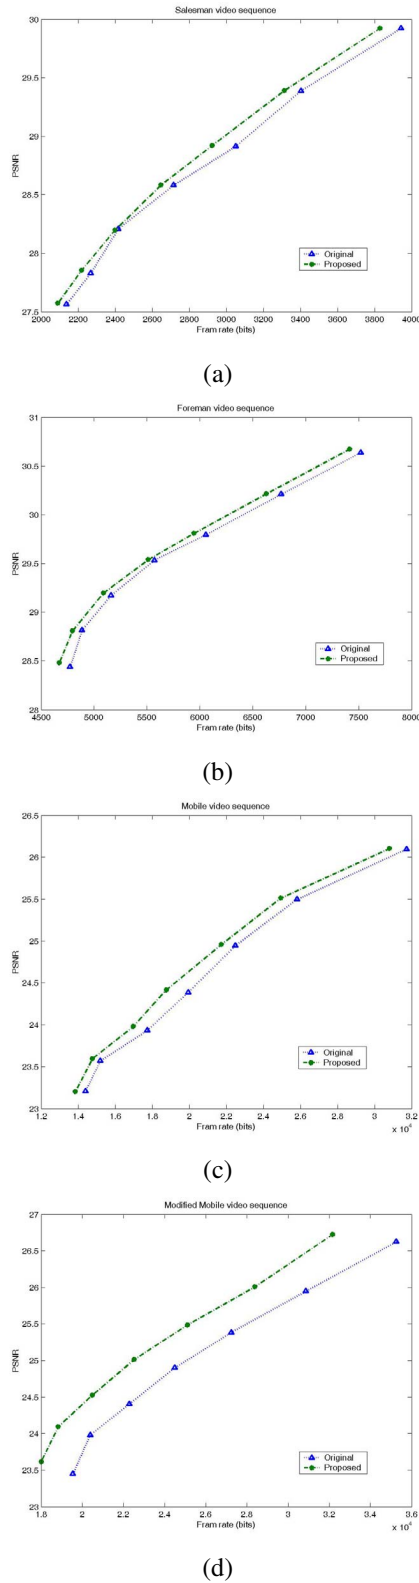 Salesman video sequence
30
29.5
29
28.5
28
27.5
PSNR
2000 2200 2400 2600 2800 3000 3200 3400 3600 3800 4000
Fram rate (bits)
Original
Proposed
(a)
Foreman video sequence
31
30.5
30
29.5
29
28.5
28
PSNR
4500 5000 5500 6000 6500 7000 7500 8000
Fram rate (bits)
Original
Proposed
(b)
Mobile video sequence
26.5
26
25.5
25
24.5
24
23.5
23
PSNR
1.2 1.4 1.6 1.8 2 2.2 2.4 2.6 2.8 3 3.2
x 10⁴
Fram rate (bits)
Original
Proposed
(c)
Modified Mobile video sequence
27
26.5
26
25.5
25
24.5
24
23.5
23
PSNR
1.8 2 2.2 2.4 2.6 2.8 3 3.2 3.4 3.6
x 10⁴
Fram rate (bits)
Original
Proposed
(d)